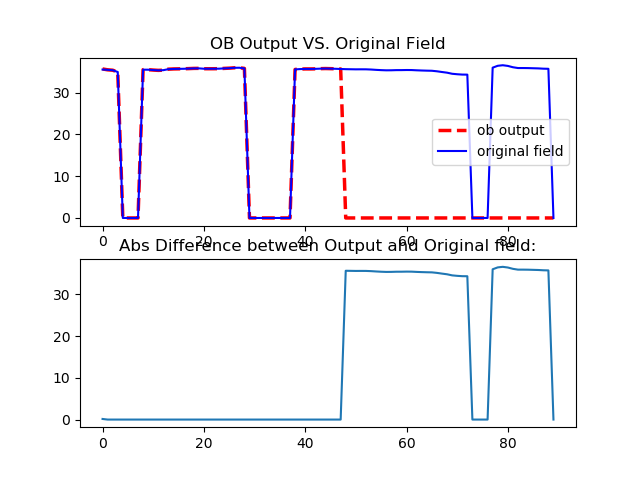 OB Output VS. Original Field
30
20
10
0
ob output
original field
0 20 40 60 80
Abs Difference between Output and Original field:
30
20
10
0
0 20 40 60 80